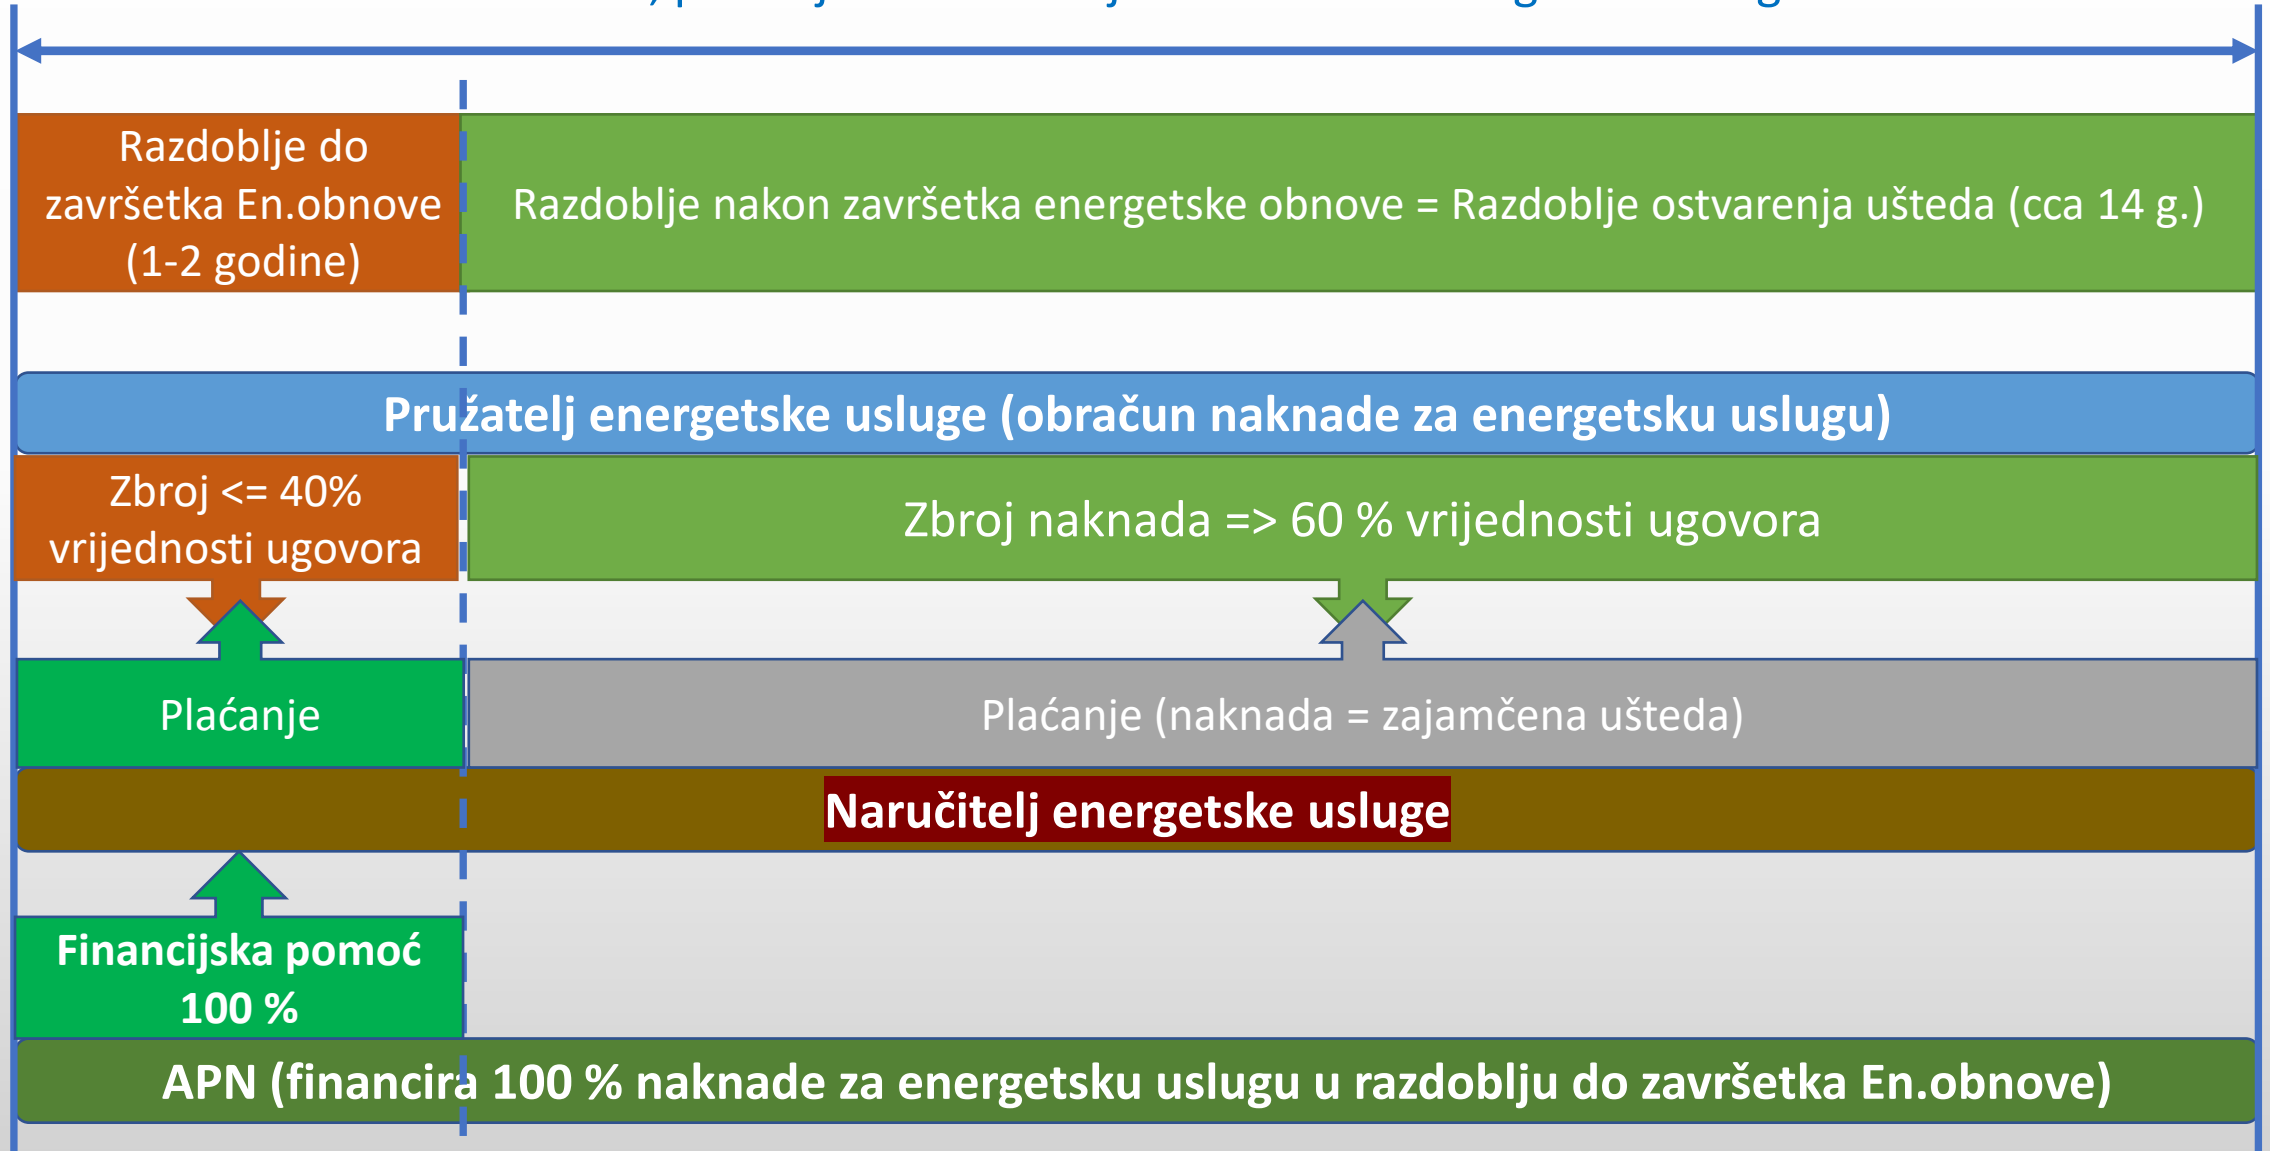 Razdoblje do
završetka En.obnove
(1-2 godine)
Razdoblje nakon završetka energetske obnove = Razdoblje ostvarenja ušteda (cca 14 g.)
Pružatelj energetske usluge (obračun naknade za energetsku uslugu)
Zbroj <= 40%
vrijednosti ugovora
Zbroj naknada => 60 % vrijednosti ugovora
Plaćanje
Plaćanje (naknada = zajamčena ušteda)
Naručitelj energetske usluge
Financijska pomoć
100 %
APN (financira 100 % naknade za energetsku uslugu u razdoblju do završetka En.obnove)